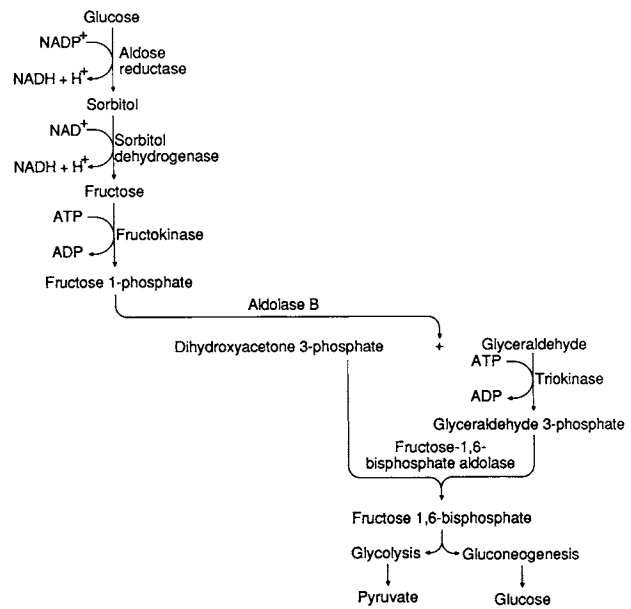 Glucose
NADP+
Aldose
reductase
NADH + H+
Sorbitol
NAD+
Sorbitol
dehydrogenase
NADH + H+
Fructose
ATP
Fructokinase
ADP
Fructose 1-phosphate
Aldolase B
Dihydroxyacetone 3-phosphate
+
Glyceraldehyde
ATP
Triokinase
ADP
Glyceraldehyde 3-phosphate
Fructose-1,6-
bisphosphate aldolase
Fructose 1,6-bisphosphate
Glycolysis
Gluconeogenesis
Pyruvate
Glucose